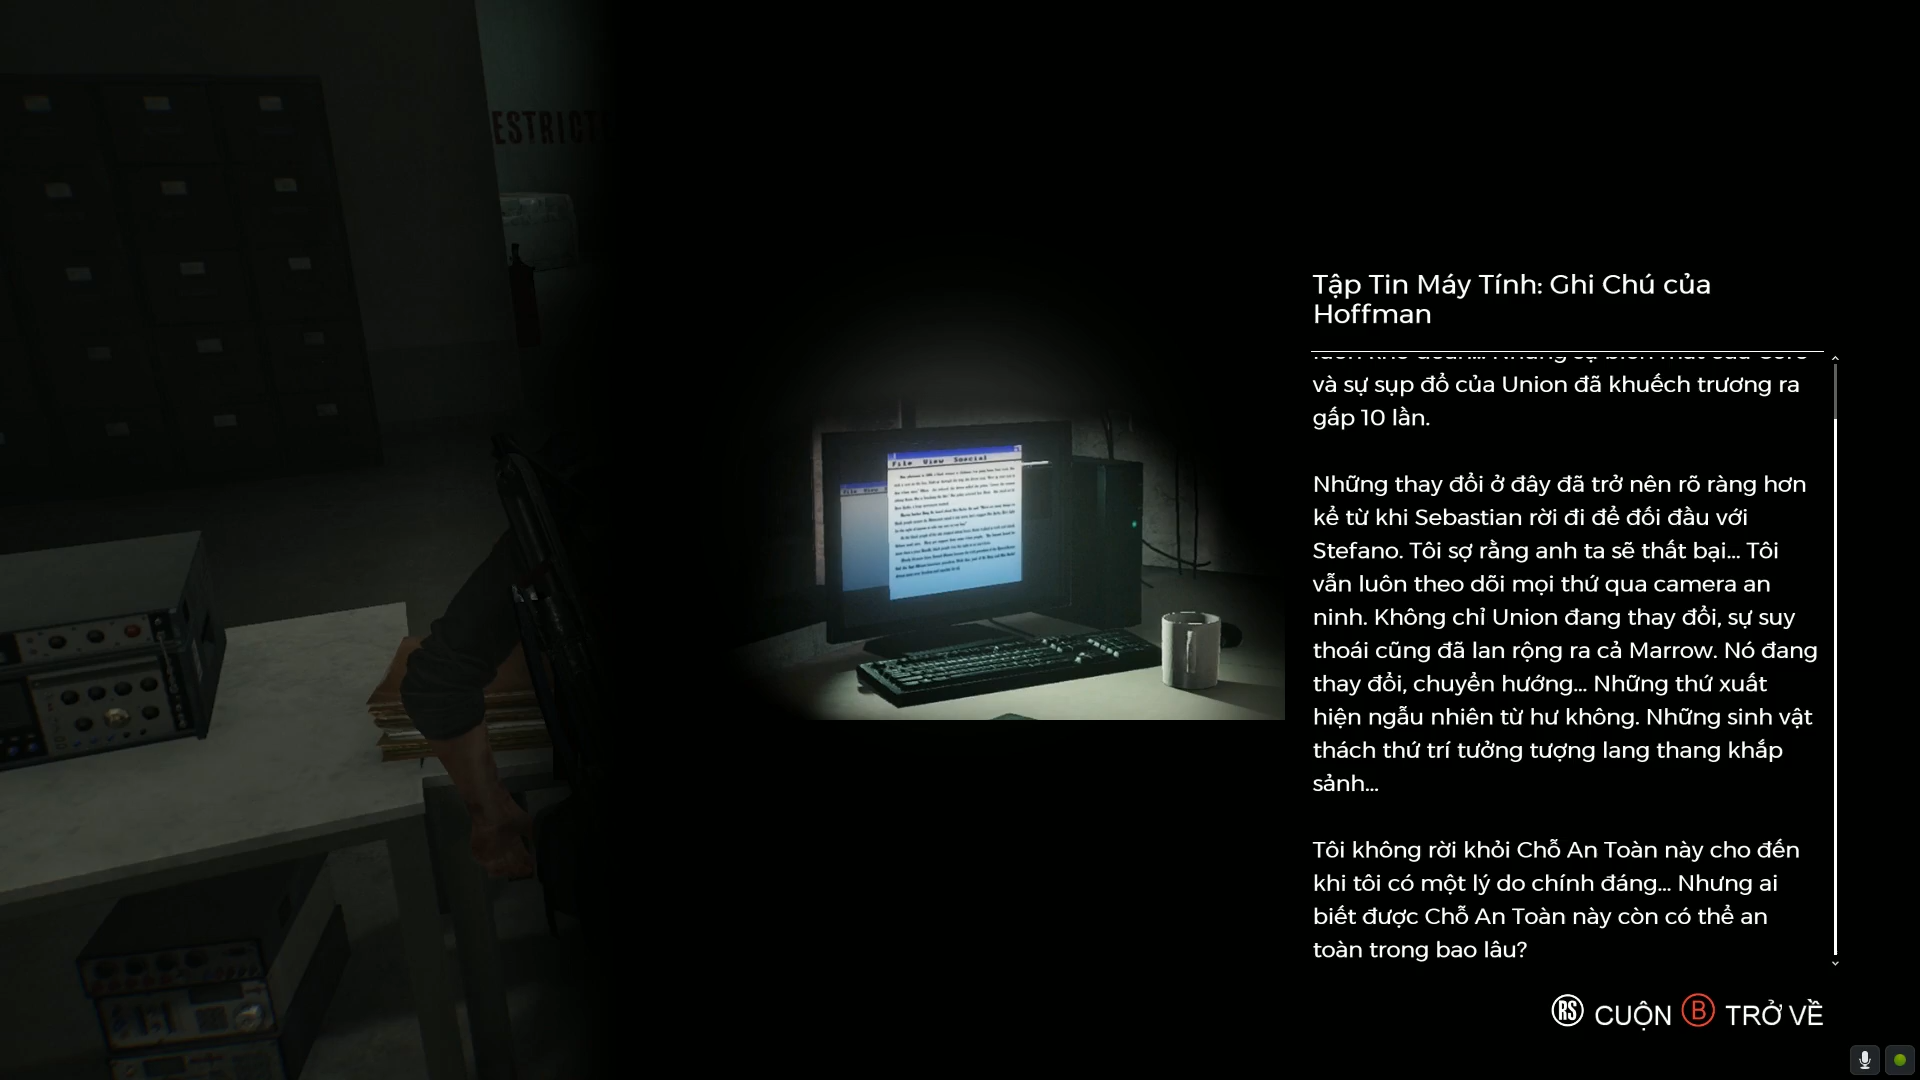 ESTRICT
Tập Tin Máy Tính: Ghi Chú của
Hoffman
và sự sụp đổ của Union đã khuếch trương ra
gấp 10 lần.
Những thay đổi ở đây đã trở nên rõ ràng hơn
kể từ khi Sebastian rời đi để đối đầu với
Stefano. Tôi sợ rằng anh ta sẽ thất bại... Tôi
vẫn luôn theo dõi mọi thứ qua camera an
ninh. Không chỉ Union đang thay đổi, sự suy
thoái cũng đã lan rộng ra cả Marrow. Nó đang
thay đổi, chuyển hướng... Những thứ xuất
hiện ngẫu nhiên từ hư không. Những sinh vật
thách thứ trí tưởng tượng lang thang khắp
sảnh...
Tôi không rời khỏi Chỗ An Toàn này cho đến
khi tôi có một lý do chính đáng... Nhưng ai
biết được Chỗ An Toàn này còn có thể an
toàn trong bao lâu?
File View Special
File View
RS CUỘN B TRỞ VỀ